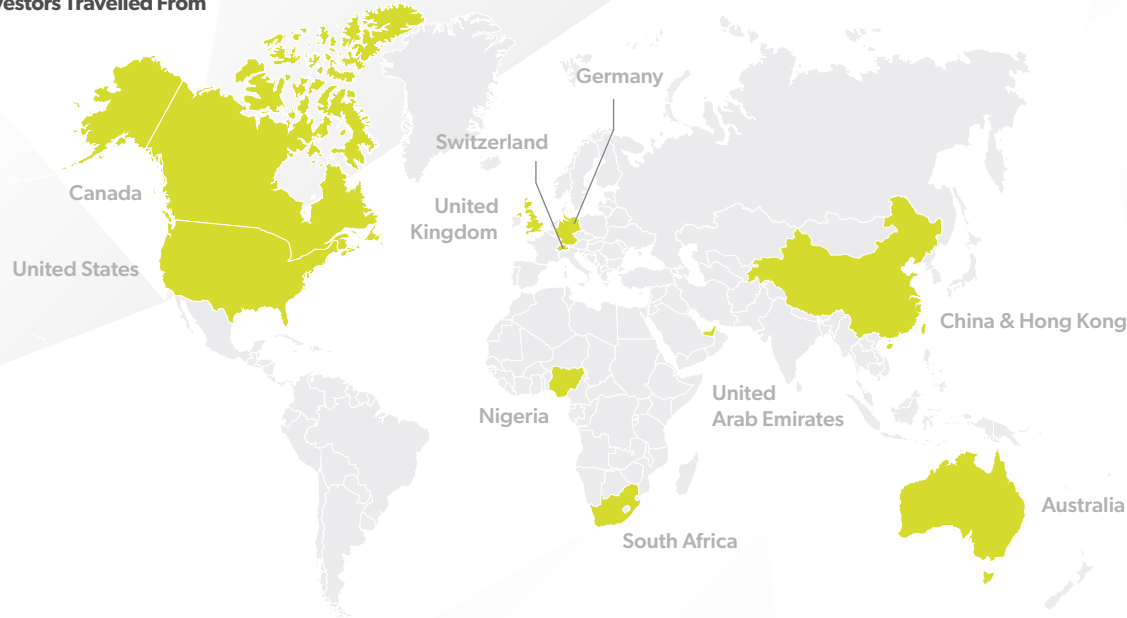 Travelled From
Germany
Switzerland
Canada
United
Kingdom
United States
China & Hong Kong
United
Arab Emirates
Nigeria
Australia
South Africa